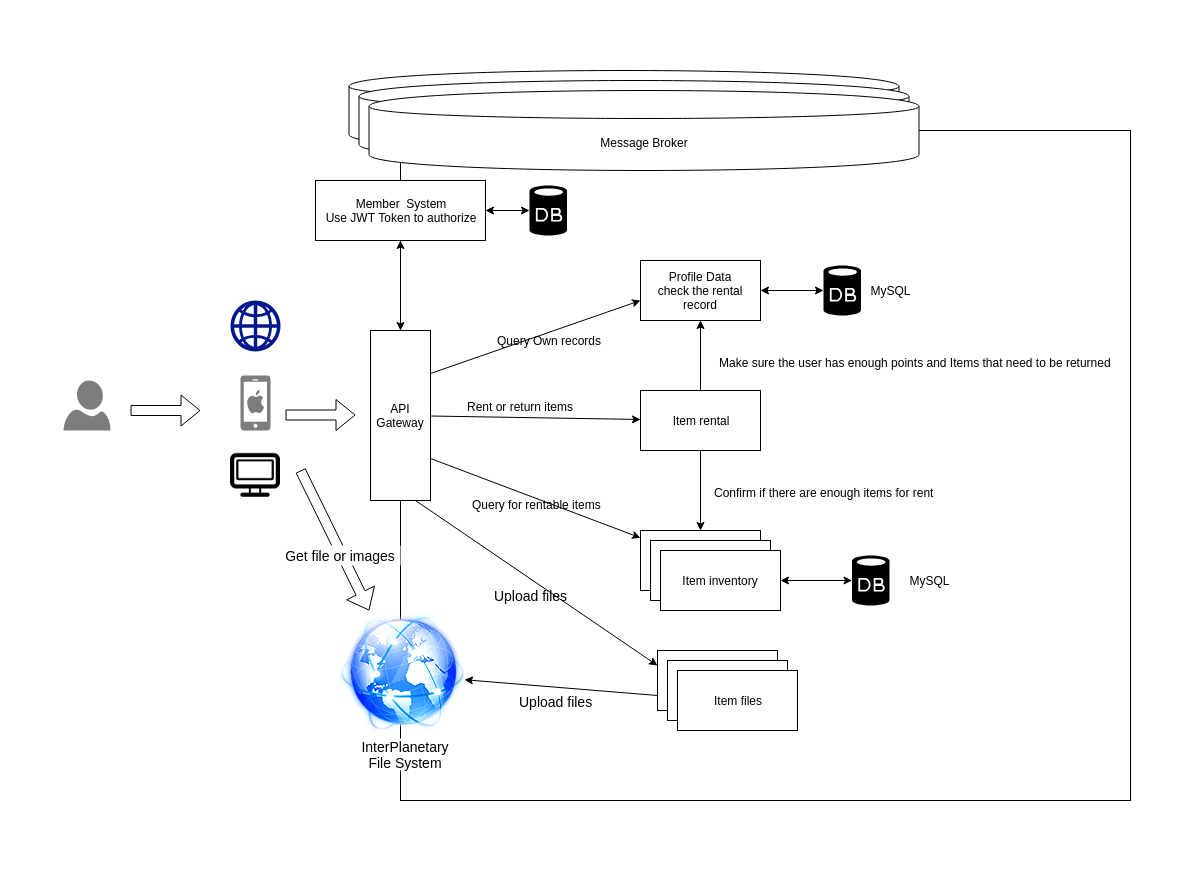 Message Broker
Member  System
Use JWT Token to authorize
DB
Profile Data
check the rental
record
DB
MySQL
Query Own records
Make sure the user has enough points and Items that need to be returned
API
Gateway
Rent or return items
Item rental
Query for rentable items
Confirm if there are enough items for rent
Get file or images
Item inventory
DB
MySQL
Upload files
Item files
Upload files
InterPlanetary
File System